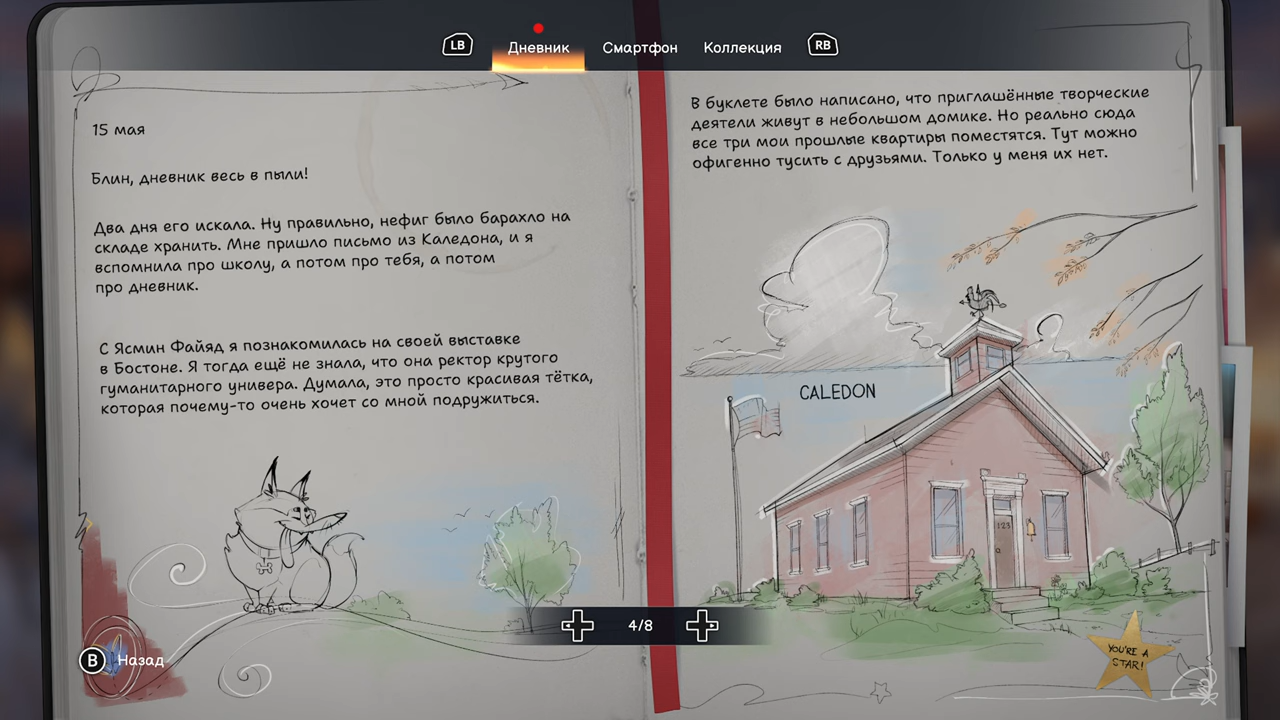 LB Дневник Смартфон Коллекция RB
15 мая
Блин, дневник весь в пыли!
Два дня его искала. Ну правильно, нефиг было барахло на
складе хранить. Мне пришло письмо из Каледона, и я
вспомнила про школу, а потом про тебя, а потом
про дневник.
С Ясмин Файяд я познакомилась на своей выставке
в Бостоне. Я тогда ещё не знала, что она ректор крутого
гуманитарного универа. Думала, это просто красивая тётка,
которая почему-то очень хочет со мной подружиться.
В буклете было написано, что приглашённые творческие
деятели живут в небольшом домике. Но реально сюда
все три мои прошлые квартиры поместятся. Тут можно
офигенно тусить с друзьями. Только у меня их нет.
CALEDON
123
YOU'RE A
STAR!
4/8
B Назад